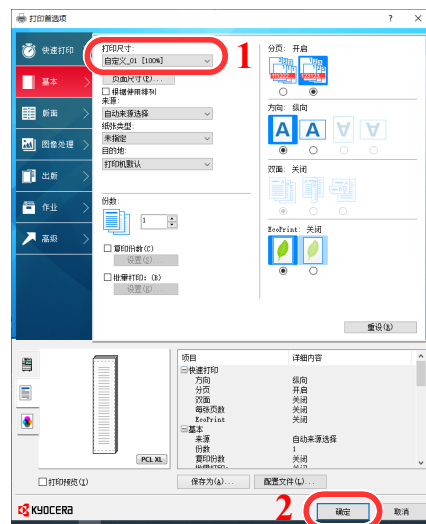 打印首选项
? ×
快速打印
基本
版面
图像处理
出版
作业
高级
打印尺寸:
自定义_01 [100%]
1
页面尺寸(E)...
根据使用排列
来源:
自动来源选择
纸张类型:
未指定
目的地:
打印机默认
份数:
1
复印份数(C)
设置(S)...
批量打印: (B)
设置(U)...
分页: 开启
方向: 纵向
A A A A
双面: 关闭
EcoPrint: 关闭
重设(R)
项目 详细内容
快速打印
方向 纵向
分页 开启
双面 关闭
每张页数 关闭
EcoPrint 关闭
基本
来源 自动来源选择
份数 1
复印份数 关闭
PCL XL
打印预览(I)
保存为(A)...
配置文件(L)...
KYOCERA
2
确定
取消